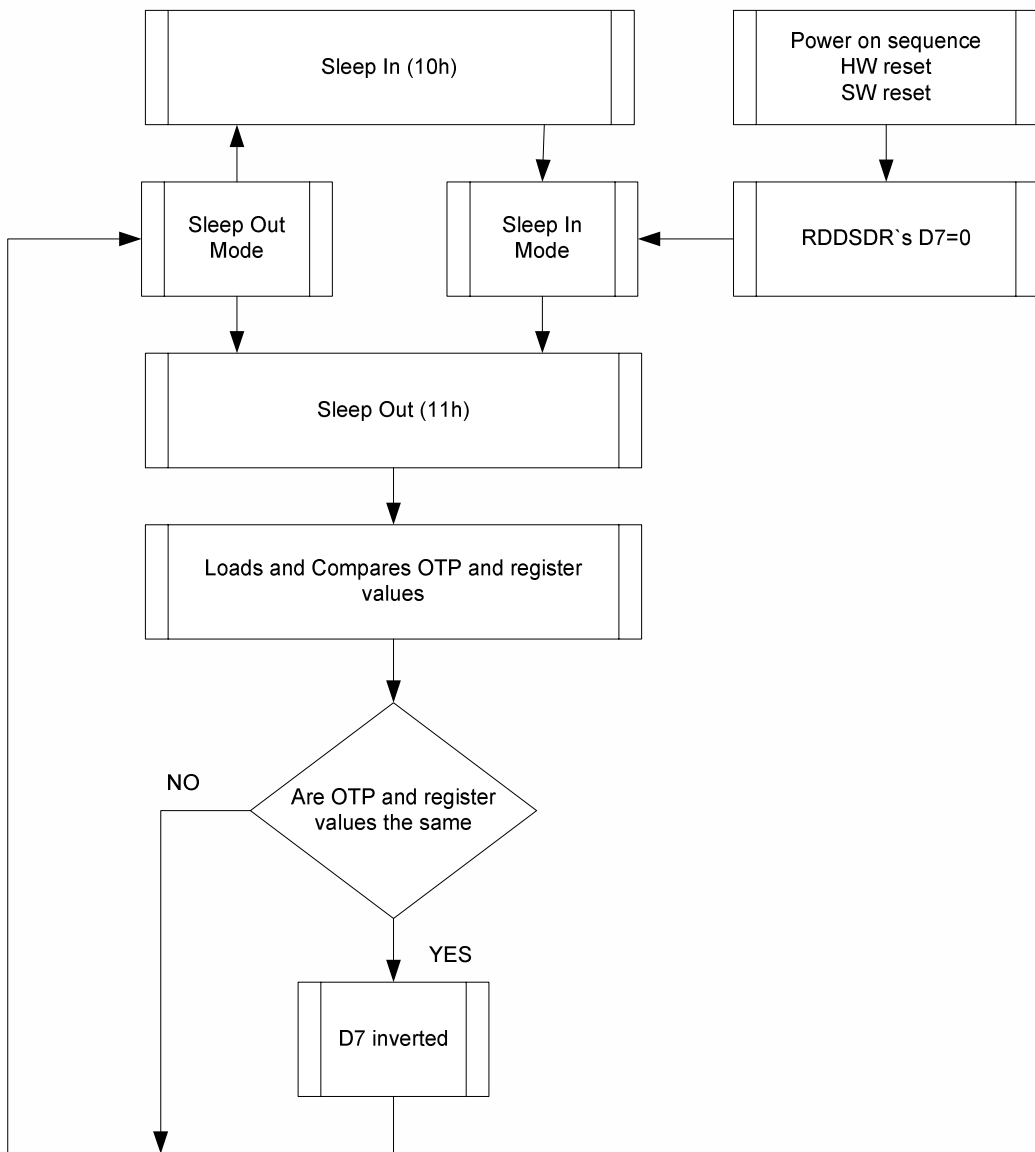 Sleep In (10h)
Power on sequence
HW reset
SW reset
Sleep Out
Mode
Sleep In
Mode
RDDSDR`s D7=0
Sleep Out (11h)
Loads and Compares OTP and register
values
NO
Are OTP and register
values the same
YES
D7 inverted